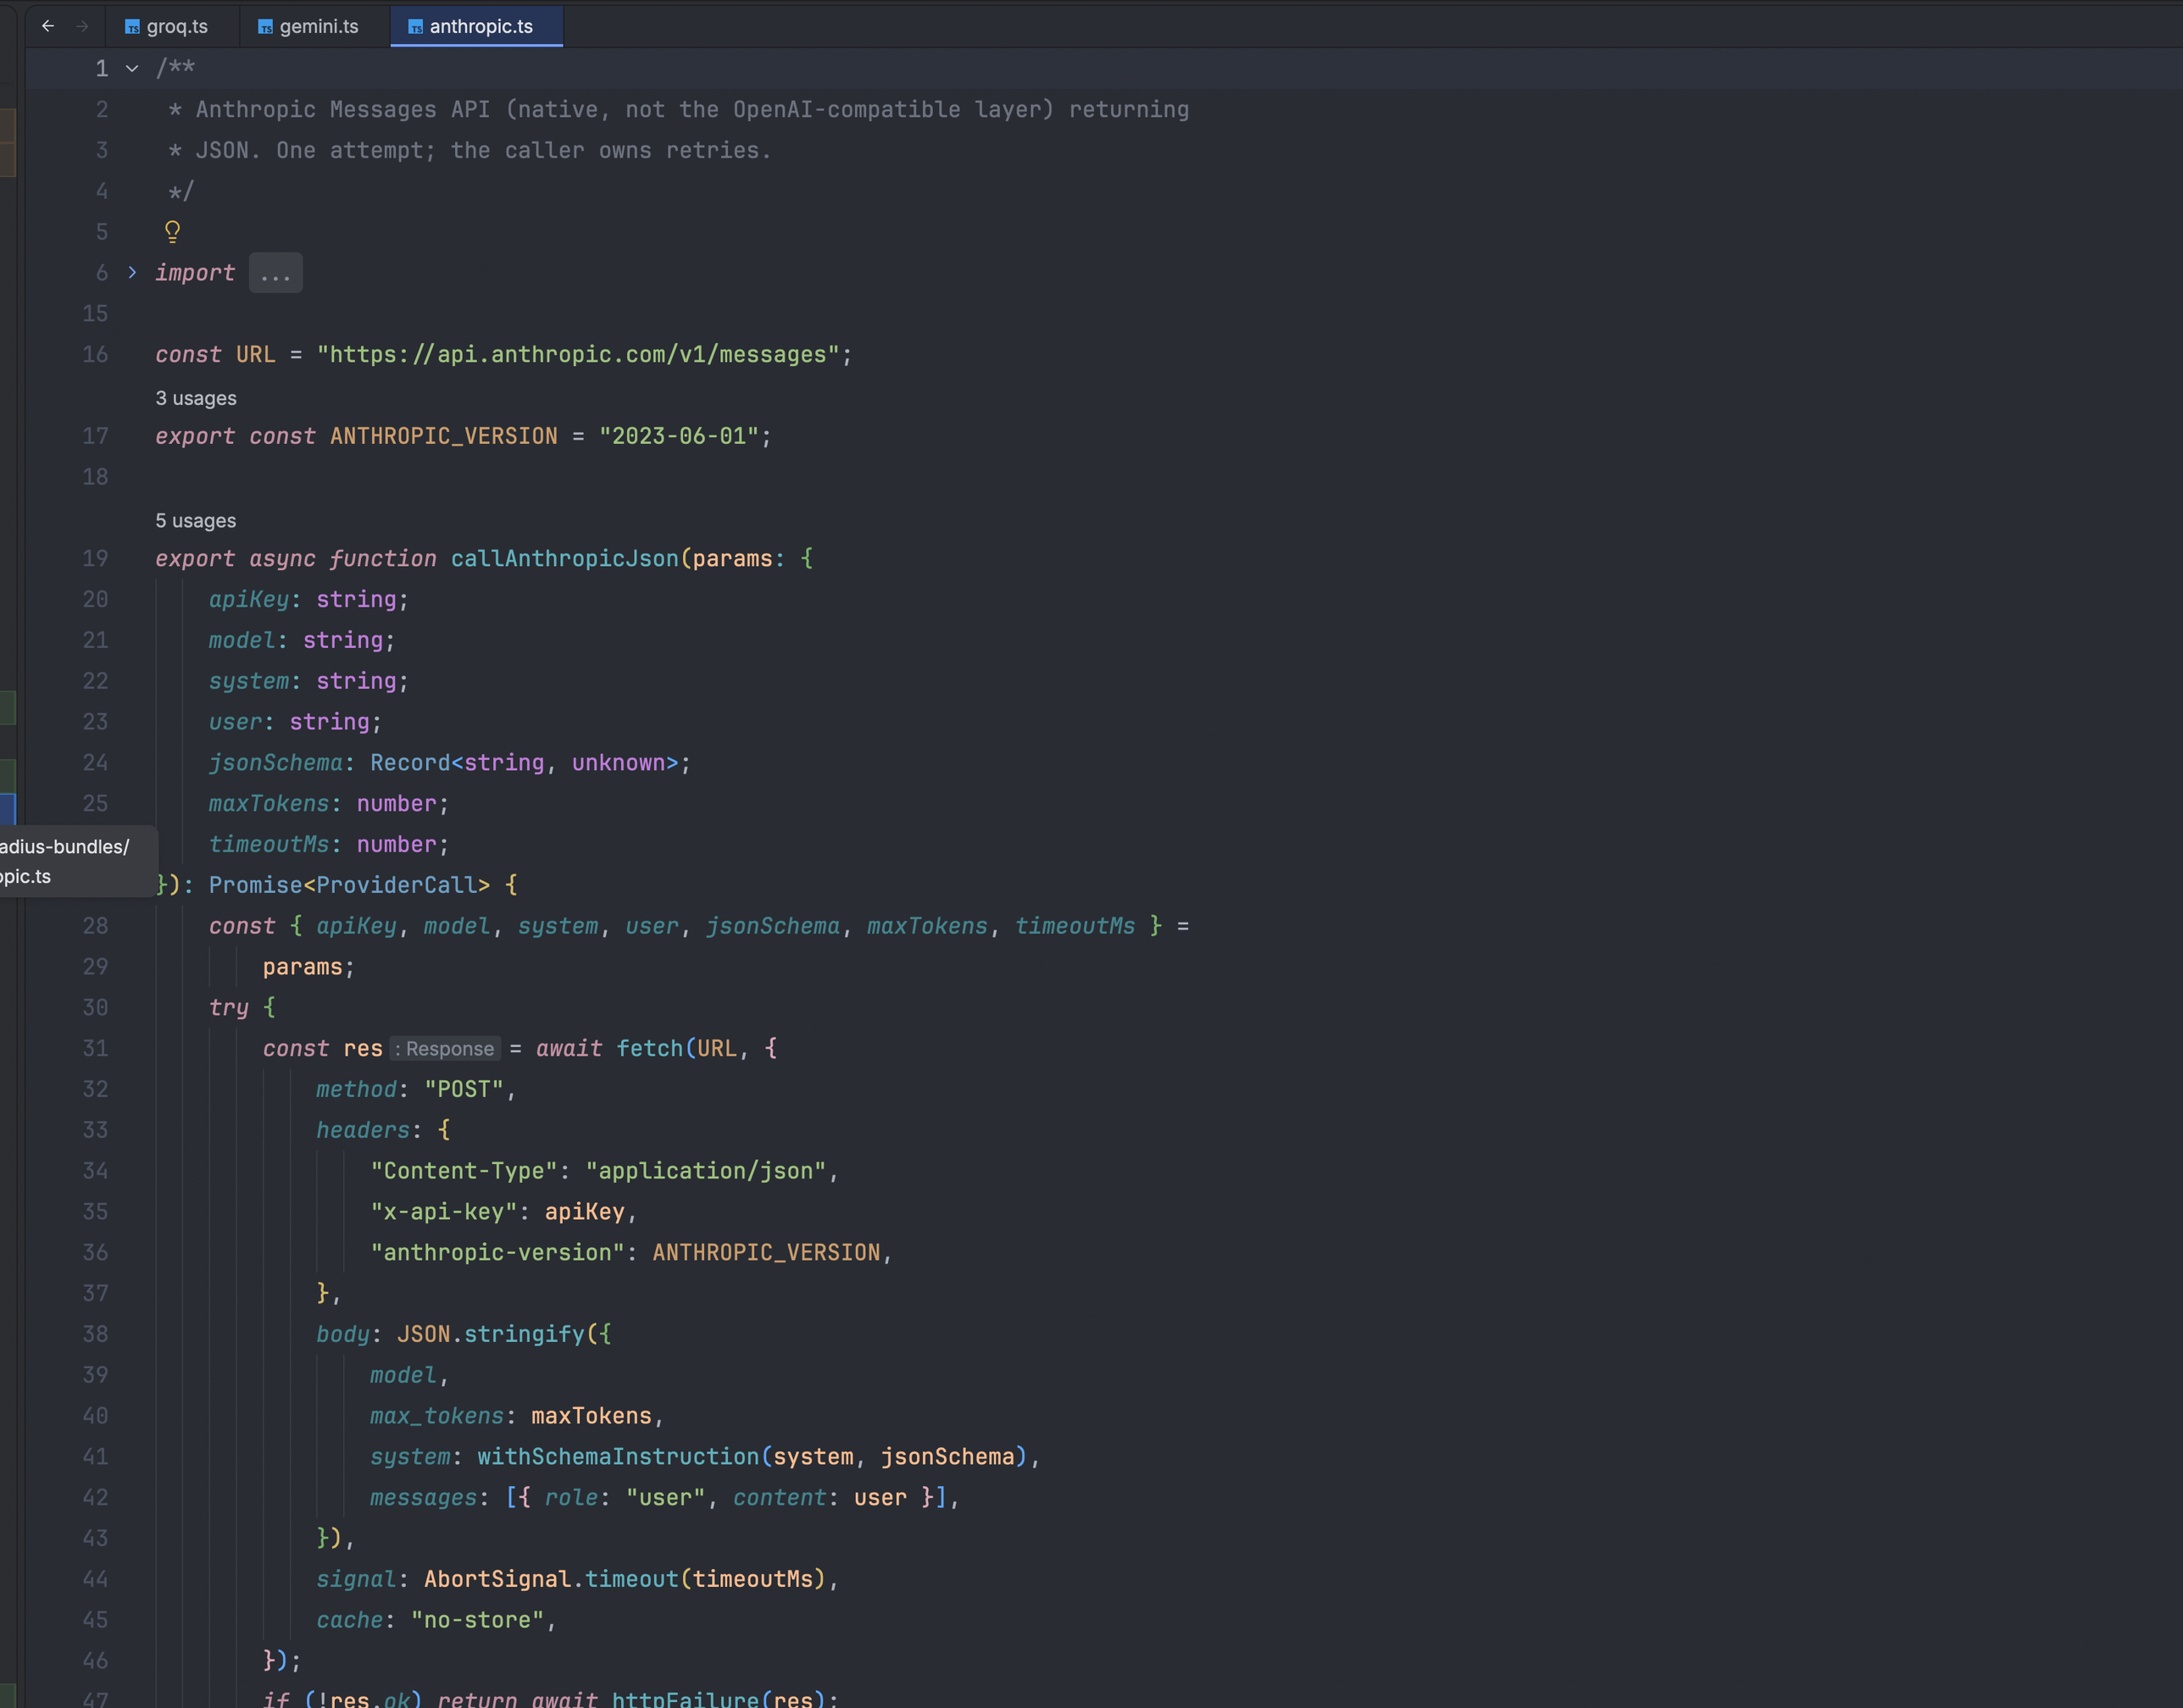 groq.ts
gemini.ts
anthropic.ts
1 /**
2 * Anthropic Messages API (native, not the OpenAI-compatible layer) returning
3 * JSON. One attempt; the caller owns retries.
4 */
5
6 import ...
15
16 const URL = "https://api.anthropic.com/v1/messages";
3 usages
17 export const ANTHROPIC_VERSION = "2023-06-01";
18
5 usages
19 export async function callAnthropicJson(params: {
20 apiKey: string;
21 model: string;
22 system: string;
23 user: string;
24 jsonSchema: Record<string, unknown>;
25 maxTokens: number;
adius-bundles/
timeoutMs: number;
opic.ts
}): Promise<ProviderCall> {
28 const { apiKey, model, system, user, jsonSchema, maxTokens, timeoutMs } =
29 params;
30 try {
31 const res : Response = await fetch(URL, {
32 method: "POST",
33 headers: {
34 "Content-Type": "application/json",
35 "x-api-key": apiKey,
36 "anthropic-version": ANTHROPIC_VERSION,
37 },
38 body: JSON.stringify({
39 model,
40 max_tokens: maxTokens,
41 system: withSchemaInstruction(system, jsonSchema),
42 messages: [{ role: "user", content: user }],
43 }),
44 signal: AbortSignal.timeout(timeoutMs),
45 cache: "no-store",
46 });
47 if (!res.ok) return await httpFailure(res);